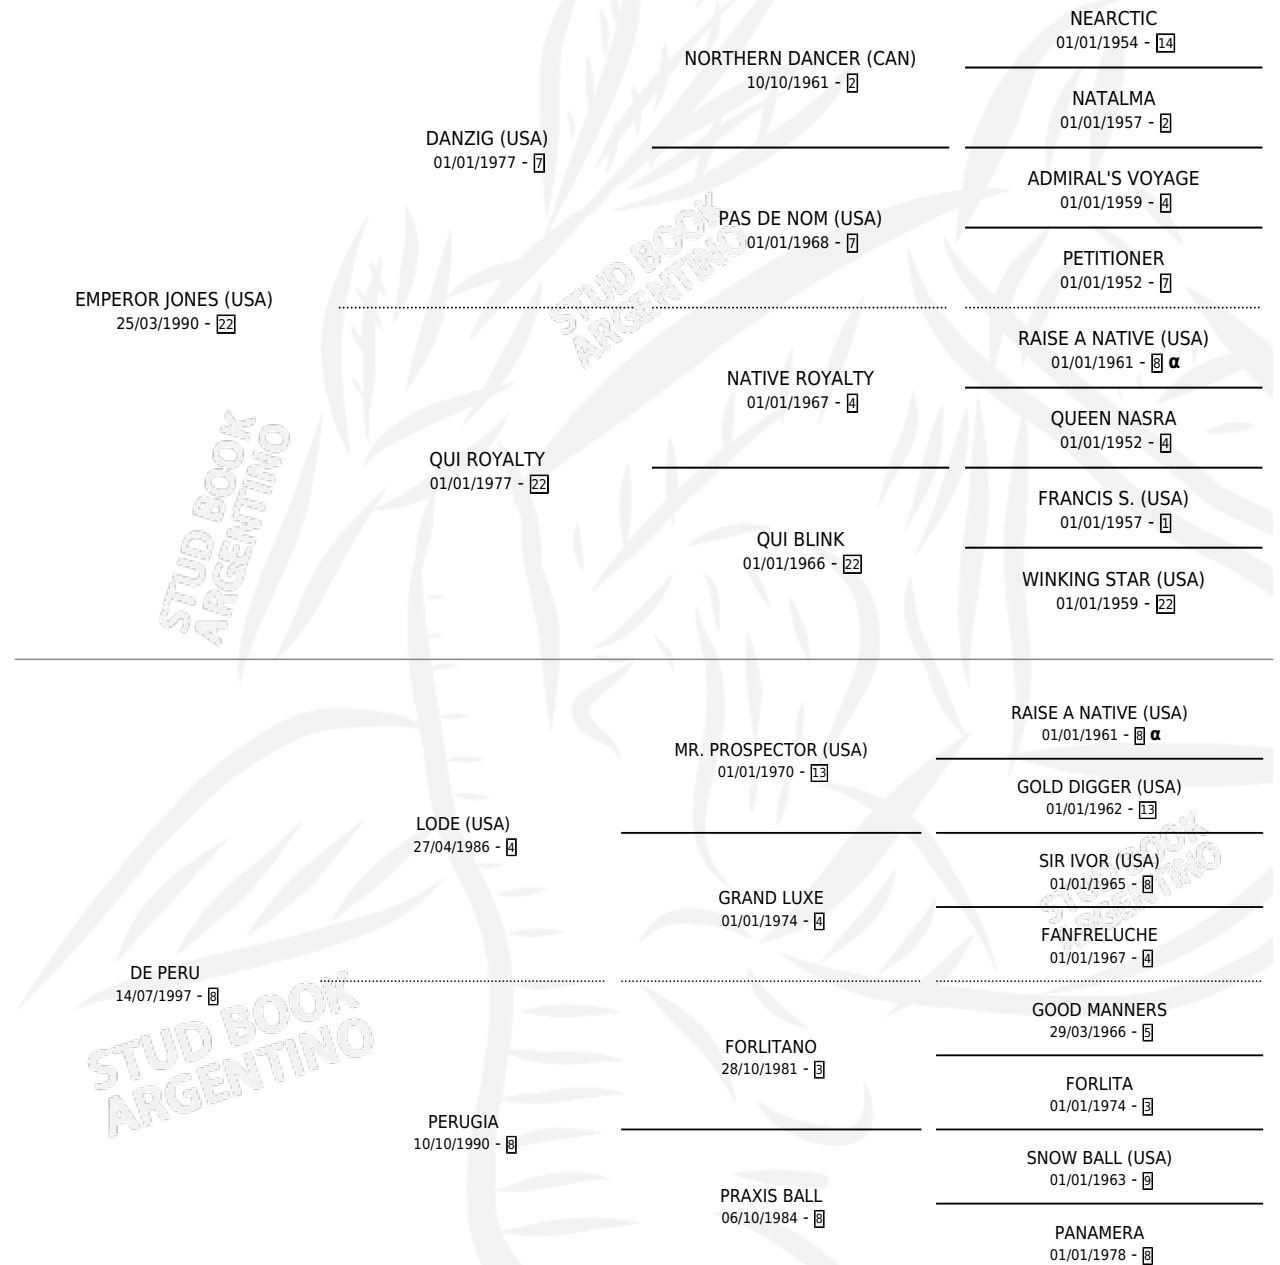 NEARCTIC
01/01/1954 - 14
NORTHERN DANCER (CAN)
10/10/1961 - 2
NATALMA
01/01/1957 - 2
DANZIG (USA)
01/01/1977 - 7
ADMIRAL'S VOYAGE
01/01/1959 - 4
PAS DE NOM (USA)
01/01/1968 - 7
PETITIONER
01/01/1952 - 7
EMPEROR JONES (USA)
25/03/1990 - 22
RAISE A NATIVE (USA)
01/01/1961 - 8 α
NATIVE ROYALTY
01/01/1967 - 4
QUEEN NASRA
01/01/1952 - 4
QUI ROYALTY
01/01/1977 - 22
FRANCIS S. (USA)
01/01/1957 - 1
QUI BLINK
01/01/1966 - 22
WINKING STAR (USA)
01/01/1959 - 22
RAISE A NATIVE (USA)
01/01/1961 - 8 α
MR. PROSPECTOR (USA)
01/01/1970 - 13
GOLD DIGGER (USA)
01/01/1962 - 13
LODE (USA)
27/04/1986 - 4
SIR IVOR (USA)
01/01/1965 - 8
GRAND LUXE
01/01/1974 - 4
FANFRELUCHE
01/01/1967 - 4
DE PERU
14/07/1997 - 8
GOOD MANNERS
29/03/1966 - 5
FORLITANO
28/10/1981 - 3
FORLITA
01/01/1974 - 3
PERUGIA
10/10/1990 - 8
SNOW BALL (USA)
01/01/1963 - 9
PRAXIS BALL
06/10/1984 - 8
PANAMERA
01/01/1978 - 8
STUD BOOK
ARGENTINO
STUD BOOK
ARGENTINO
STUD BOOK
ARGENTINO
STUD BOOK
ARGENTINO